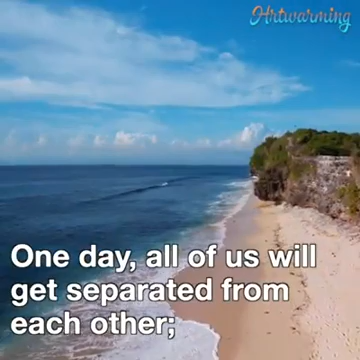 Hrtwarming
One day, all of us will
get separated from
each other;